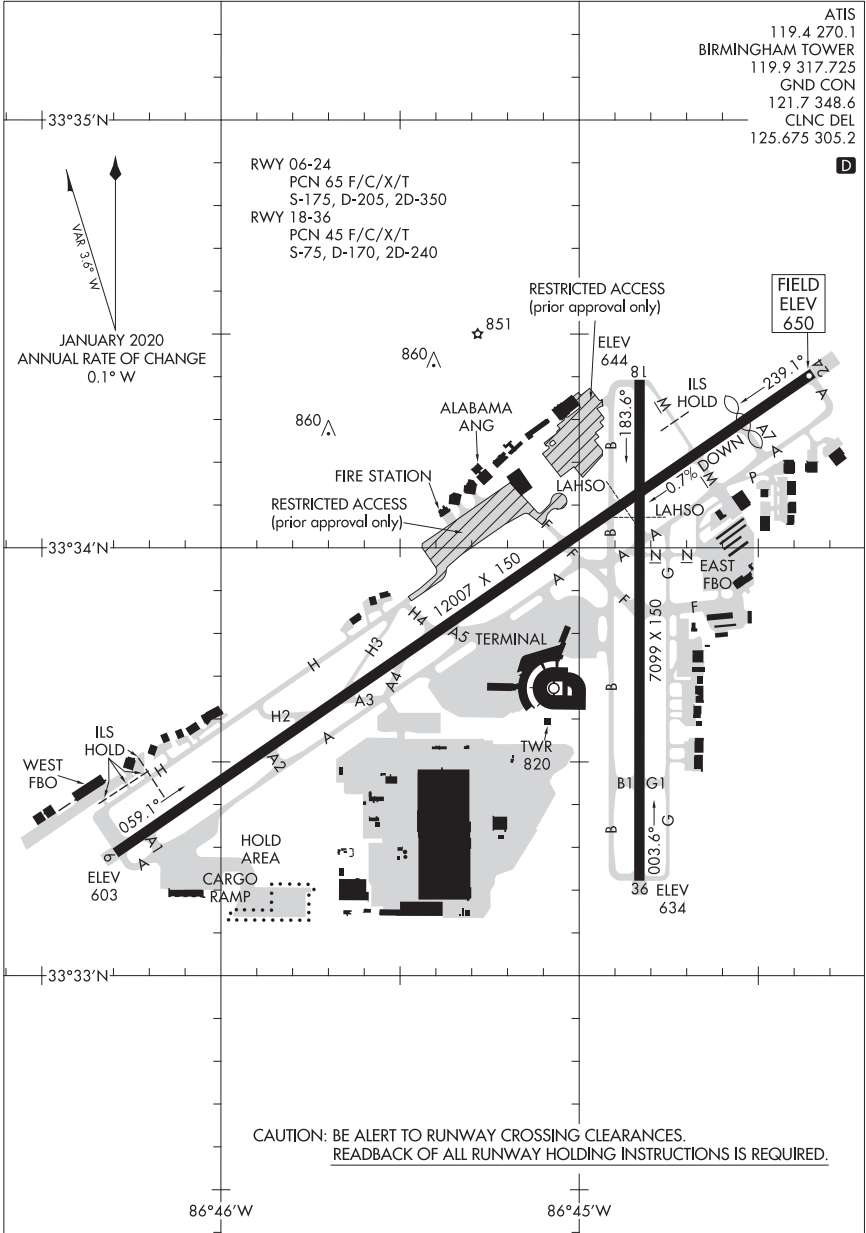 ATIS
119.4 270.1
BIRMINGHAM TOWER
119.9 317.725
GND CON
121.7 348.6
CLNC DEL
125.675 305.2
D
33°35'N
VAR 3.6° W
JANUARY 2020
ANNUAL RATE OF CHANGE
0.1° W
RWY 06-24
PCN 65 F/C/X/T
S-175, D-205, 2D-350
RWY 18-36
PCN 45 F/C/X/T
S-75, D-170, 2D-240
RESTRICTED ACCESS
(prior approval only)
FIELD
ELEV
650
851
860
ELEV
644
18
ILS
HOLD
239.1°
24
A
M
183.6°
B
860
ALABAMA
ANG
A7
A
0.7% DOWN
M
P
FIRE STATION
LAHSO
LAHSO
RESTRICTED ACCESS
(prior approval only)
F
B
A
33°34'N
F
A
A
N
N
G
EAST
FBO
12007 X 150
F
F
H4
A5
TERMINAL
7099 X 150
H
H3
A4
A3
B
H2
A
A2
TWR
820
ILS
HOLD
WEST
FBO
H
059.1°
B1
G1
A1
B
003.6°
G
6
A
HOLD
AREA
ELEV
603
CARGO
RAMP
36
ELEV
634
33°33'N
CAUTION: BE ALERT TO RUNWAY CROSSING CLEARANCES.
READBACK OF ALL RUNWAY HOLDING INSTRUCTIONS IS REQUIRED.
86°46'W
86°45'W